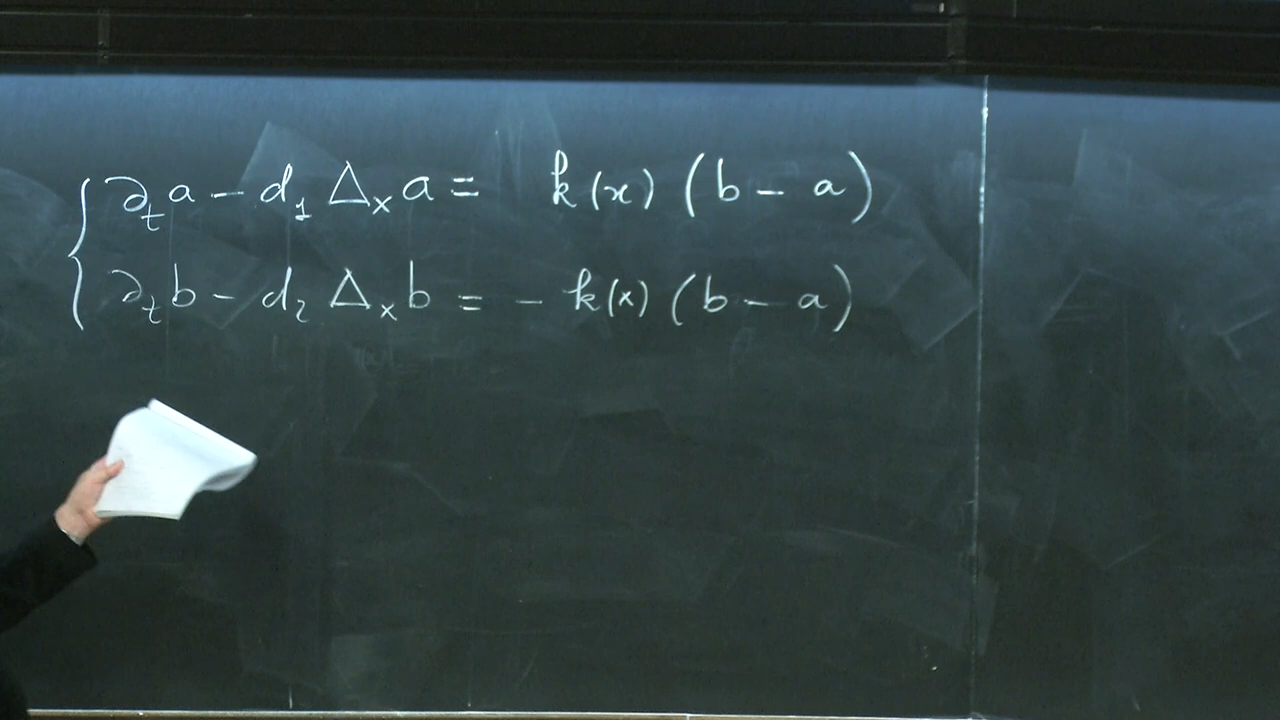 ∂ₜa − d₁ Δₓa = k(x) (b − a)
∂ₜb − d₂ Δₓb = − k(x) (b − a)